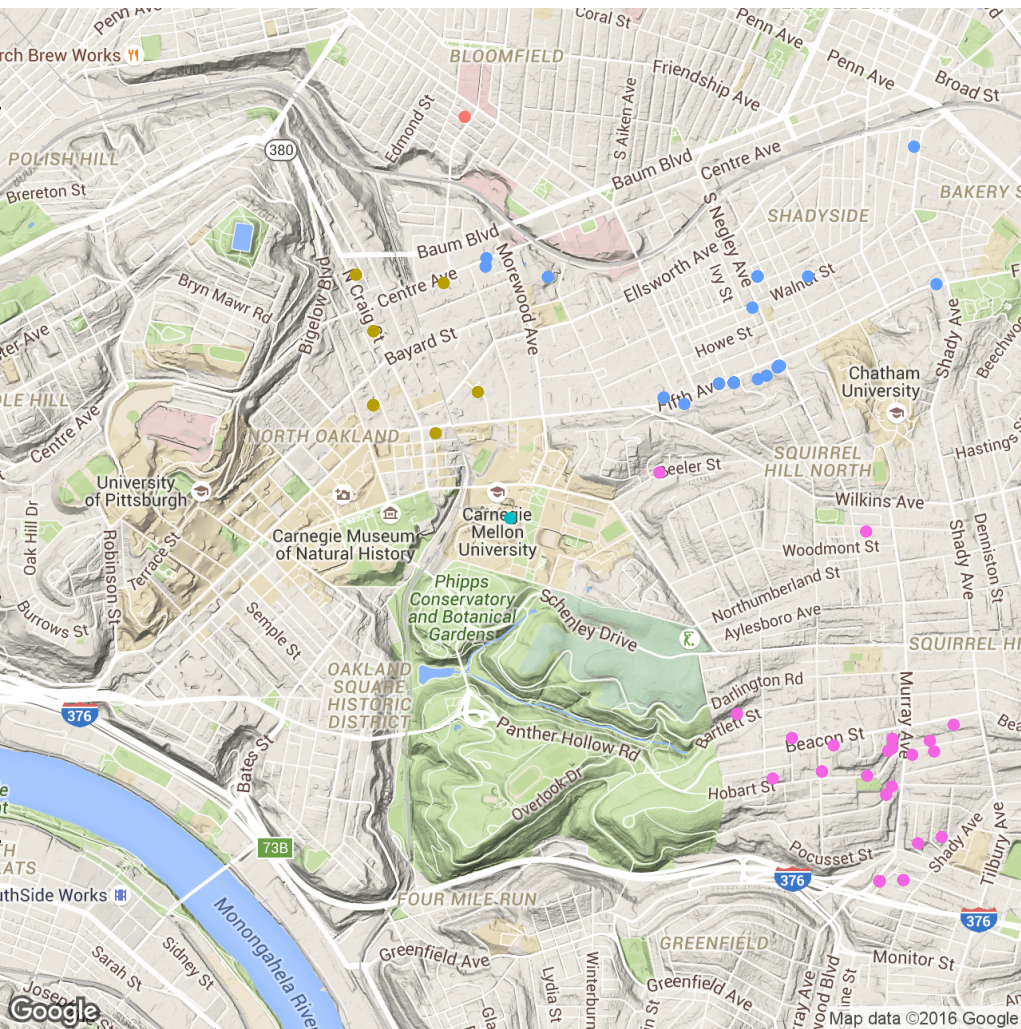 Penn Ave
Coral St
Penn Ave
rch Brew Works
BLOOMFIELD
Friendship Ave
Penn Ave
Broad St
Edmond St
S Aiken Ave
380
POLISH HILL
Brereton St
Baum Blvd
Centre Ave
BAKERY S
S Negley Ave
SHADYSIDE
Baum Blvd
Morewood Ave
Ellsworth Ave
Ivy St
Walnut St
Bigelow Blvd
N Craig St
Centre Ave
Bryn Mawr Rd
Bayard St
Howe St
Shady Ave
Beechwo
Chatham
University
Fifth Ave
Centre Ave
NORTH OAKLAND
Hastings S
Beeler St
SQUIRREL
HILL NORTH
University
of Pittsburgh
Wilkins Ave
Oak Hill Dr
Robinson St
Terrace St
Carnegie Museum
of Natural History
Carnegie
Mellon
University
Woodmont St
Shady Ave
Denniston St
Phipps
Conservatory
and Botanical
Gardens
Northumberland St
Aylesboro Ave
Burrows St
Semple St
Schenley Drive
SQUIRREL HI
OAKLAND
SQUARE
HISTORIC
DISTRICT
Darlington Rd
Murray Ave
376
Bartlett St
Panther Hollow Rd
Beacon St
Bates St
Hobart St
Overlook Dr
73B
Pocusset St
Shady Ave
Tilbury Ave
376
uthSide Works
FOUR MILE RUN
376
Monongahela River
Sidney St
Sarah St
Greenfield Ave
GREENFIELD
Monitor St
Lydia St
Winterburn
Greenfield Ave
Google
Map data ©2016 Google